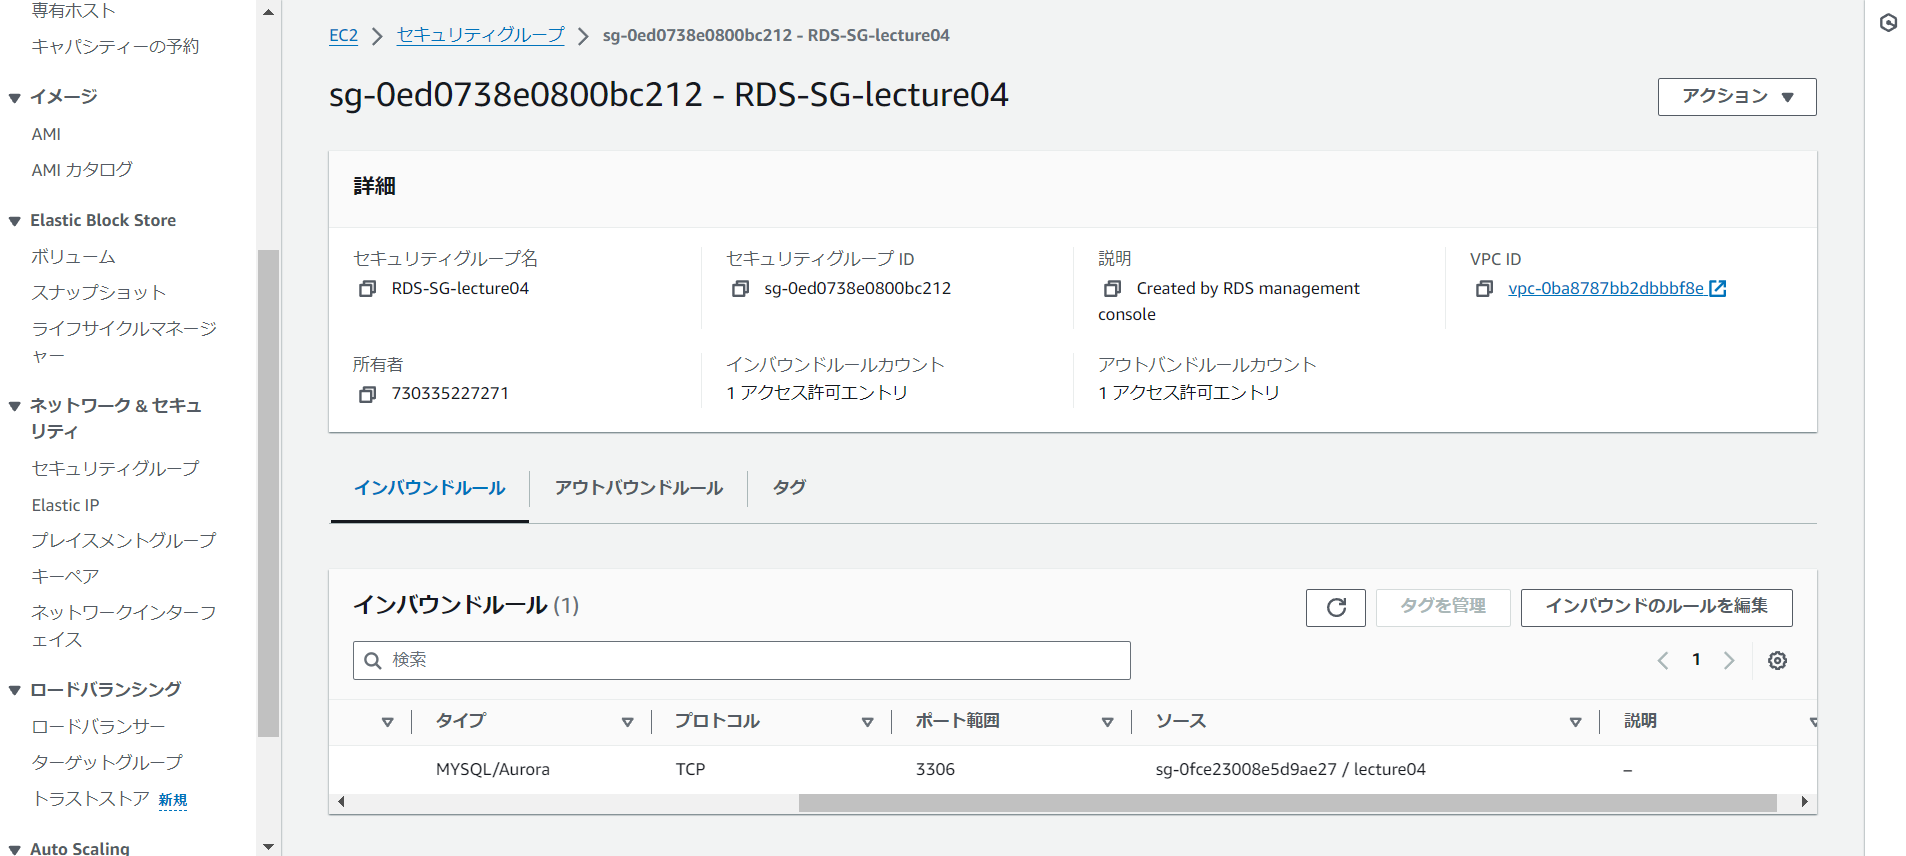 専有ホスト
キャパシティーの予約
イメージ
AMI
AMI カタログ
Elastic Block Store
ボリューム
スナップショット
ライフサイクルマネージ
ャー
ネットワーク & セキュ
リティ
セキュリティグループ
Elastic IP
プレイスメントグループ
キーペア
ネットワークインターフ
ェイス
ロードバランシング
ロードバランサー
ターゲットグループ
トラストストア 新規
Auto Scaling
EC2 セキュリティグループ sg-0ed0738e0800bc212 - RDS-SG-lecture04
sg-0ed0738e0800bc212 - RDS-SG-lecture04
アクション
詳細
セキュリティグループ名
RDS-SG-lecture04
セキュリティグループ ID
sg-0ed0738e0800bc212
説明
Created by RDS management
console
VPC ID
vpc-0ba8787bb2dbbbf8e
所有者
730335227271
インバウンドルールカウント
1 アクセス許可エントリ
アウトバンドルールカウント
1 アクセス許可エントリ
インバウンドルール アウトバウンドルール タグ
インバウンドルール (1)
タグを管理 インバウンドのルールを編集
検索
1
タイプ プロトコル ポート範囲 ソース 説明
MYSQL/Aurora TCP 3306 sg-0fce23008e5d9ae27 / lecture04 –